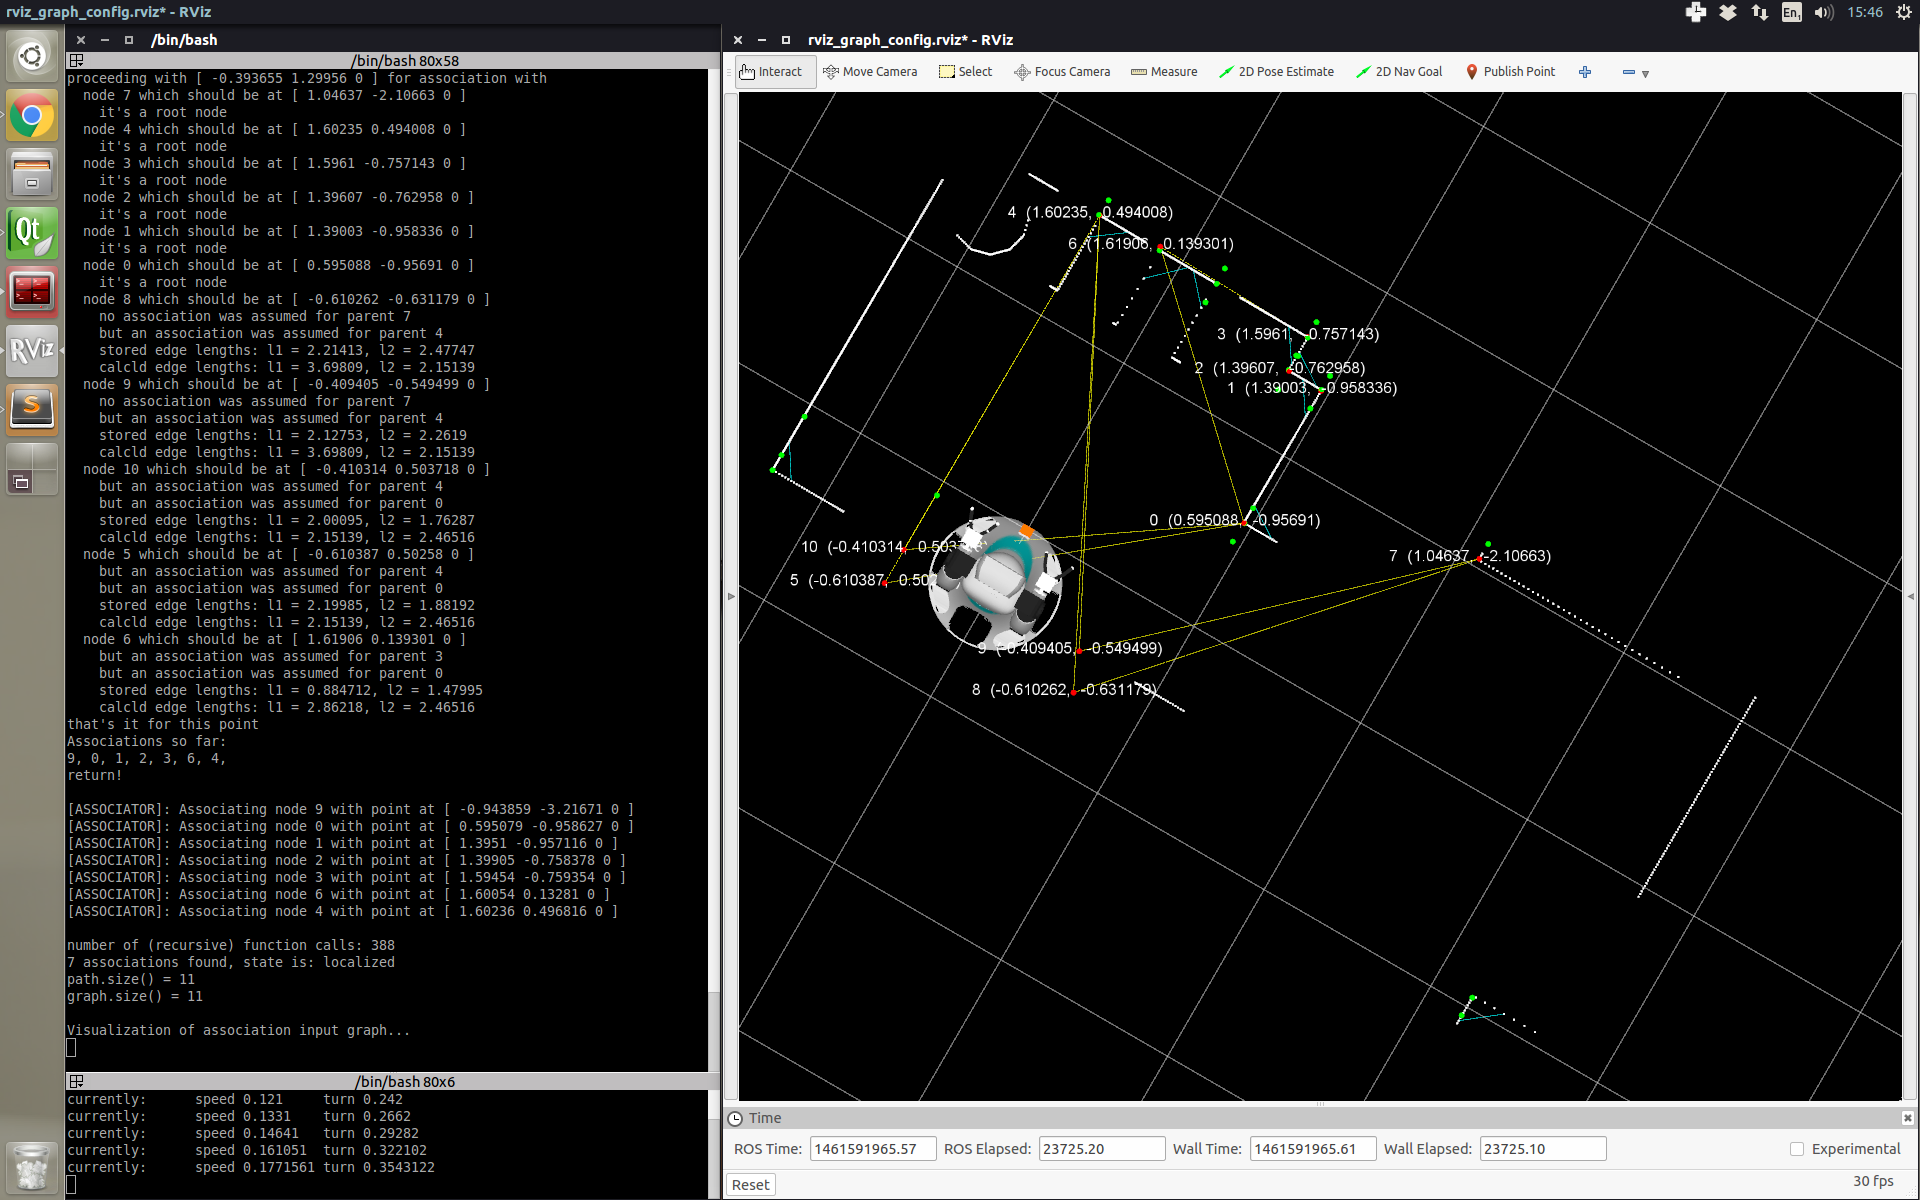 rviz_graph_config.rviz* - RViz
En1
15:46
/bin/bash
/bin/bash 80x58
proceeding with [ -0.393655 1.29956 0 ] for association with
node 7 which should be at [ 1.04637 -2.10663 0 ]
it's a root node
node 4 which should be at [ 1.60235 0.494008 0 ]
it's a root node
node 3 which should be at [ 1.5961 -0.757143 0 ]
it's a root node
node 2 which should be at [ 1.39607 -0.762958 0 ]
it's a root node
node 1 which should be at [ 1.39003 -0.958336 0 ]
it's a root node
node 0 which should be at [ 0.595088 -0.95691 0 ]
it's a root node
node 8 which should be at [ -0.610262 -0.631179 0 ]
no association was assumed for parent 7
but an association was assumed for parent 4
stored edge lengths: l1 = 2.21413, l2 = 2.47747
calcld edge lengths: l1 = 3.69809, l2 = 2.15139
node 9 which should be at [ -0.409405 -0.549499 0 ]
no association was assumed for parent 7
but an association was assumed for parent 4
stored edge lengths: l1 = 2.12753, l2 = 2.2619
calcld edge lengths: l1 = 3.69809, l2 = 2.15139
node 10 which should be at [ -0.410314 0.503718 0 ]
but an association was assumed for parent 4
but an association was assumed for parent 0
stored edge lengths: l1 = 2.00095, l2 = 1.76287
calcld edge lengths: l1 = 2.15139, l2 = 2.46516
node 5 which should be at [ -0.610387 0.50258 0 ]
but an association was assumed for parent 4
but an association was assumed for parent 0
stored edge lengths: l1 = 2.19985, l2 = 1.88192
calcld edge lengths: l1 = 2.15139, l2 = 2.46516
node 6 which should be at [ 1.61906 0.139301 0 ]
but an association was assumed for parent 3
but an association was assumed for parent 0
stored edge lengths: l1 = 0.884712, l2 = 1.47995
calcld edge lengths: l1 = 2.86218, l2 = 2.46516
that's it for this point
Associations so far:
9, 0, 1, 2, 3, 6, 4,
return!
[ASSOCIATOR]: Associating node 9 with point at [ -0.943859 -3.21671 0 ]
[ASSOCIATOR]: Associating node 0 with point at [ 0.595079 -0.958627 0 ]
[ASSOCIATOR]: Associating node 1 with point at [ 1.3951 -0.957116 0 ]
[ASSOCIATOR]: Associating node 2 with point at [ 1.39905 -0.758378 0 ]
[ASSOCIATOR]: Associating node 3 with point at [ 1.59454 -0.759354 0 ]
[ASSOCIATOR]: Associating node 6 with point at [ 1.60054 0.13281 0 ]
[ASSOCIATOR]: Associating node 4 with point at [ 1.60236 0.496816 0 ]
number of (recursive) function calls: 388
7 associations found, state is: localized
path.size() = 11
graph.size() = 11
Visualization of association input graph...
/bin/bash 80x6
currently: speed 0.121 turn 0.242
currently: speed 0.1331 turn 0.2662
currently: speed 0.14641 turn 0.29282
currently: speed 0.161051 turn 0.322102
currently: speed 0.1771561 turn 0.3543122
Qt
RViz
S
rviz_graph_config.rviz* - RViz
Interact Move Camera Select Focus Camera Measure 2D Pose Estimate 2D Nav Goal Publish Point
4 (1.60235, 0.494008)
6 (1.61906, 0.139301)
3 (1.5961, -0.757143)
2 (1.39607, -0.762958)
1 (1.39003, -0.958336)
0 (0.595088, -0.95691)
10 (-0.410314, 0.503
7 (1.04637, -2.10663)
5 (-0.610387, 0.502
9 (-0.409405, -0.549499)
8 (-0.610262, -0.631179)
Time
ROS Time: 1461591965.57 ROS Elapsed: 23725.20 Wall Time: 1461591965.61 Wall Elapsed: 23725.10 Experimental
Reset
30 fps